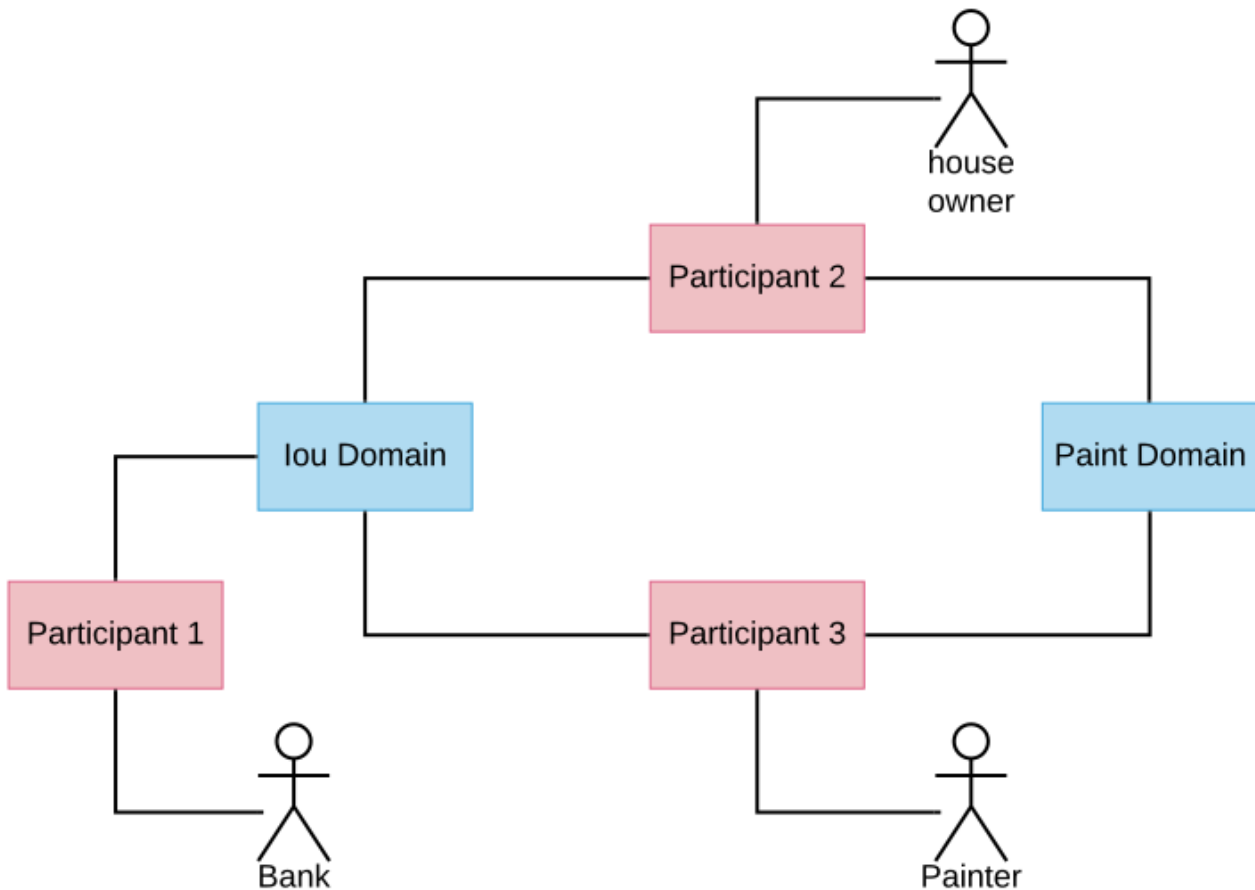 house
owner
Participant 2
Iou Domain
Paint Domain
Participant 1
Participant 3
Bank
Painter